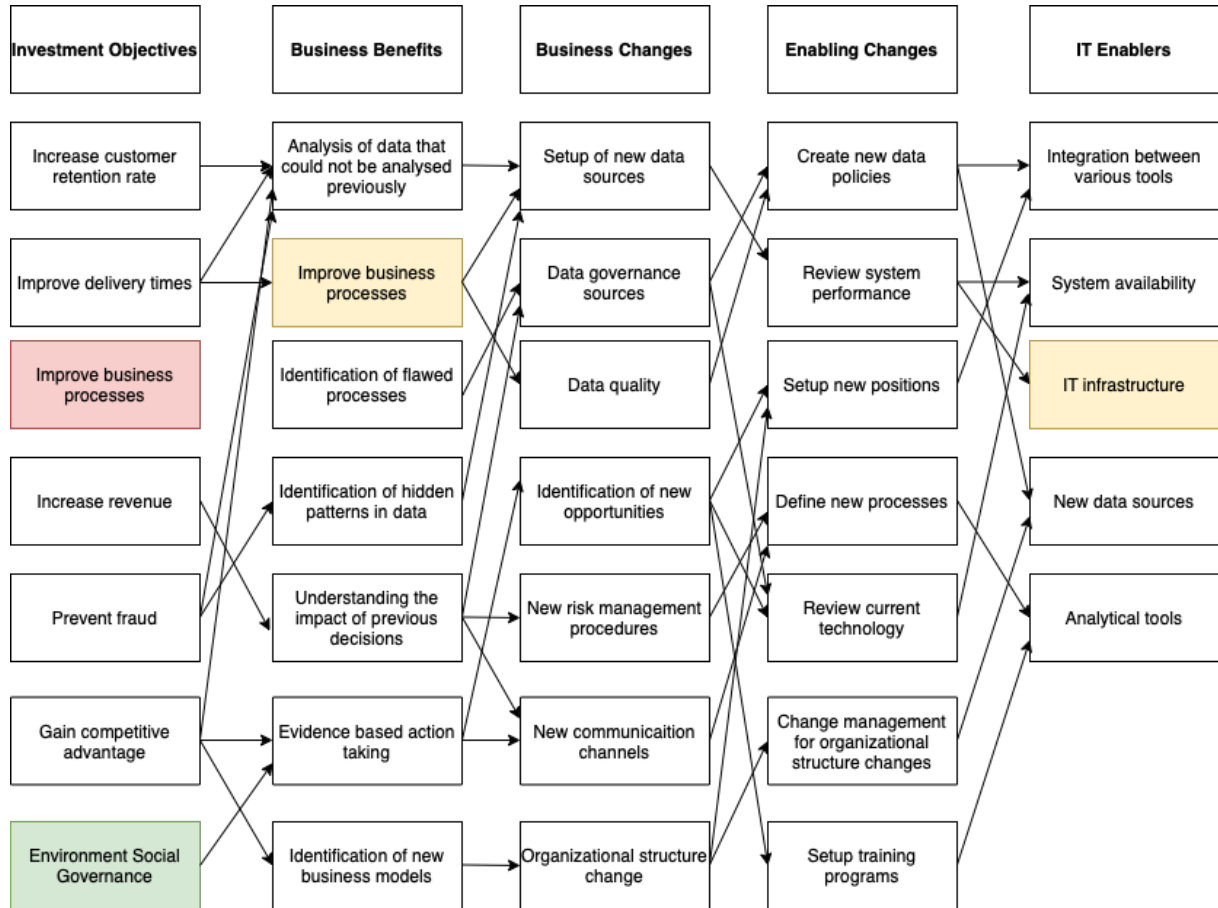 Investment Objectives
Business Benefits
Business Changes
Enabling Changes
IT Enablers
Increase customer
retention rate
Analysis of data that
could not be analysed
previously
Setup of new data
sources
Create new data
policies
Integration between
various tools
Improve delivery times
Improve business
processes
Data governance
sources
Review system
performance
System availability
Improve business
processes
Identification of flawed
processes
Data quality
Setup new positions
IT infrastructure
Increase revenue
Identification of hidden
patterns in data
Identification of new
opportunities
Define new processes
New data sources
Prevent fraud
Understanding the
impact of previous
decisions
New risk management
procedures
Review current
technology
Analytical tools
Gain competitive
advantage
Evidence based action
taking
New communicaition
channels
Change management
for organizational
structure changes
Environment Social
Governance
Identification of new
business models
Organizational structure
change
Setup training
programs